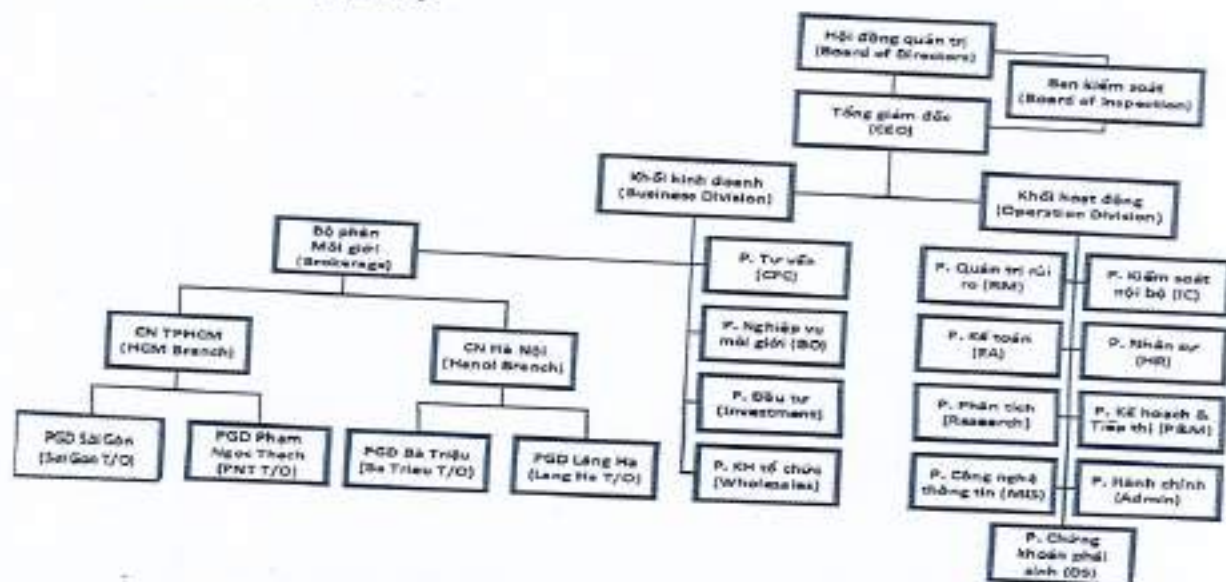 Hội đồng quản trị
(Board of Directors)
Ban kiểm soát
(Board of Inspection)
Tổng giám đốc
(CEO)
Khối kinh doanh
(Business Division)
Khối hoạt động
(Operation Division)
Bộ phận
Môi giới
(Brokerage)
P. Tư vấn
(CFC)
P. Quản trị rủi
ro (RM)
P. Kiểm soát
nội bộ (IC)
CN TPHCM
(HCM Branch)
CN Hà Nội
(Hanoi Branch)
P. Nghiệp vụ
môi giới (BO)
P. Kế toán
(FA)
P. Nhân sự
(HR)
PGD Sài Gòn
(Sai Gon T/O)
PGD Phạm
Ngọc Thạch
(PNT T/O)
PGD Bà Triệu
(Ba Trieu T/O)
PGD Láng Hạ
(Lang Ha T/O)
P. Đầu tư
(Investment)
P. Phân tích
(Research)
P. Kế hoạch &
Tiếp thị (P&M)
P. KH tổ chức
(Wholesales)
P. Công nghệ
thông tin (MIS)
P. Hành chính
(Admin)
P. Chứng
khoán phái
sinh (DS)